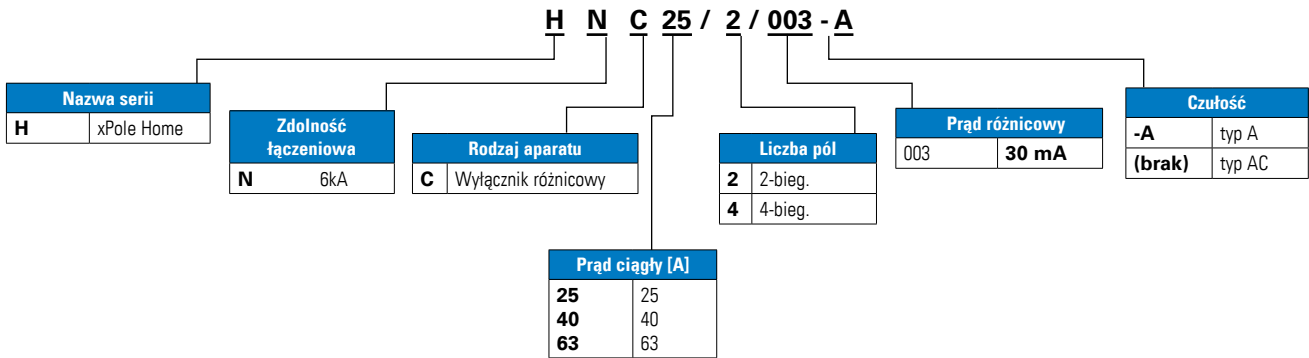 H N C 25 / 2 / 003 - A
Nazwa serii
H xPole Home
Zdolność
łączeniowa
N 6kA
Rodzaj aparatu
C Wyłącznik różnicowy
Prąd ciągły [A]
25 25
40 40
63 63
Liczba pól
2 2-bieg.
4 4-bieg.
Prąd różnicowy
003 30 mA
Czułość
-A typ A
(brak) typ AC